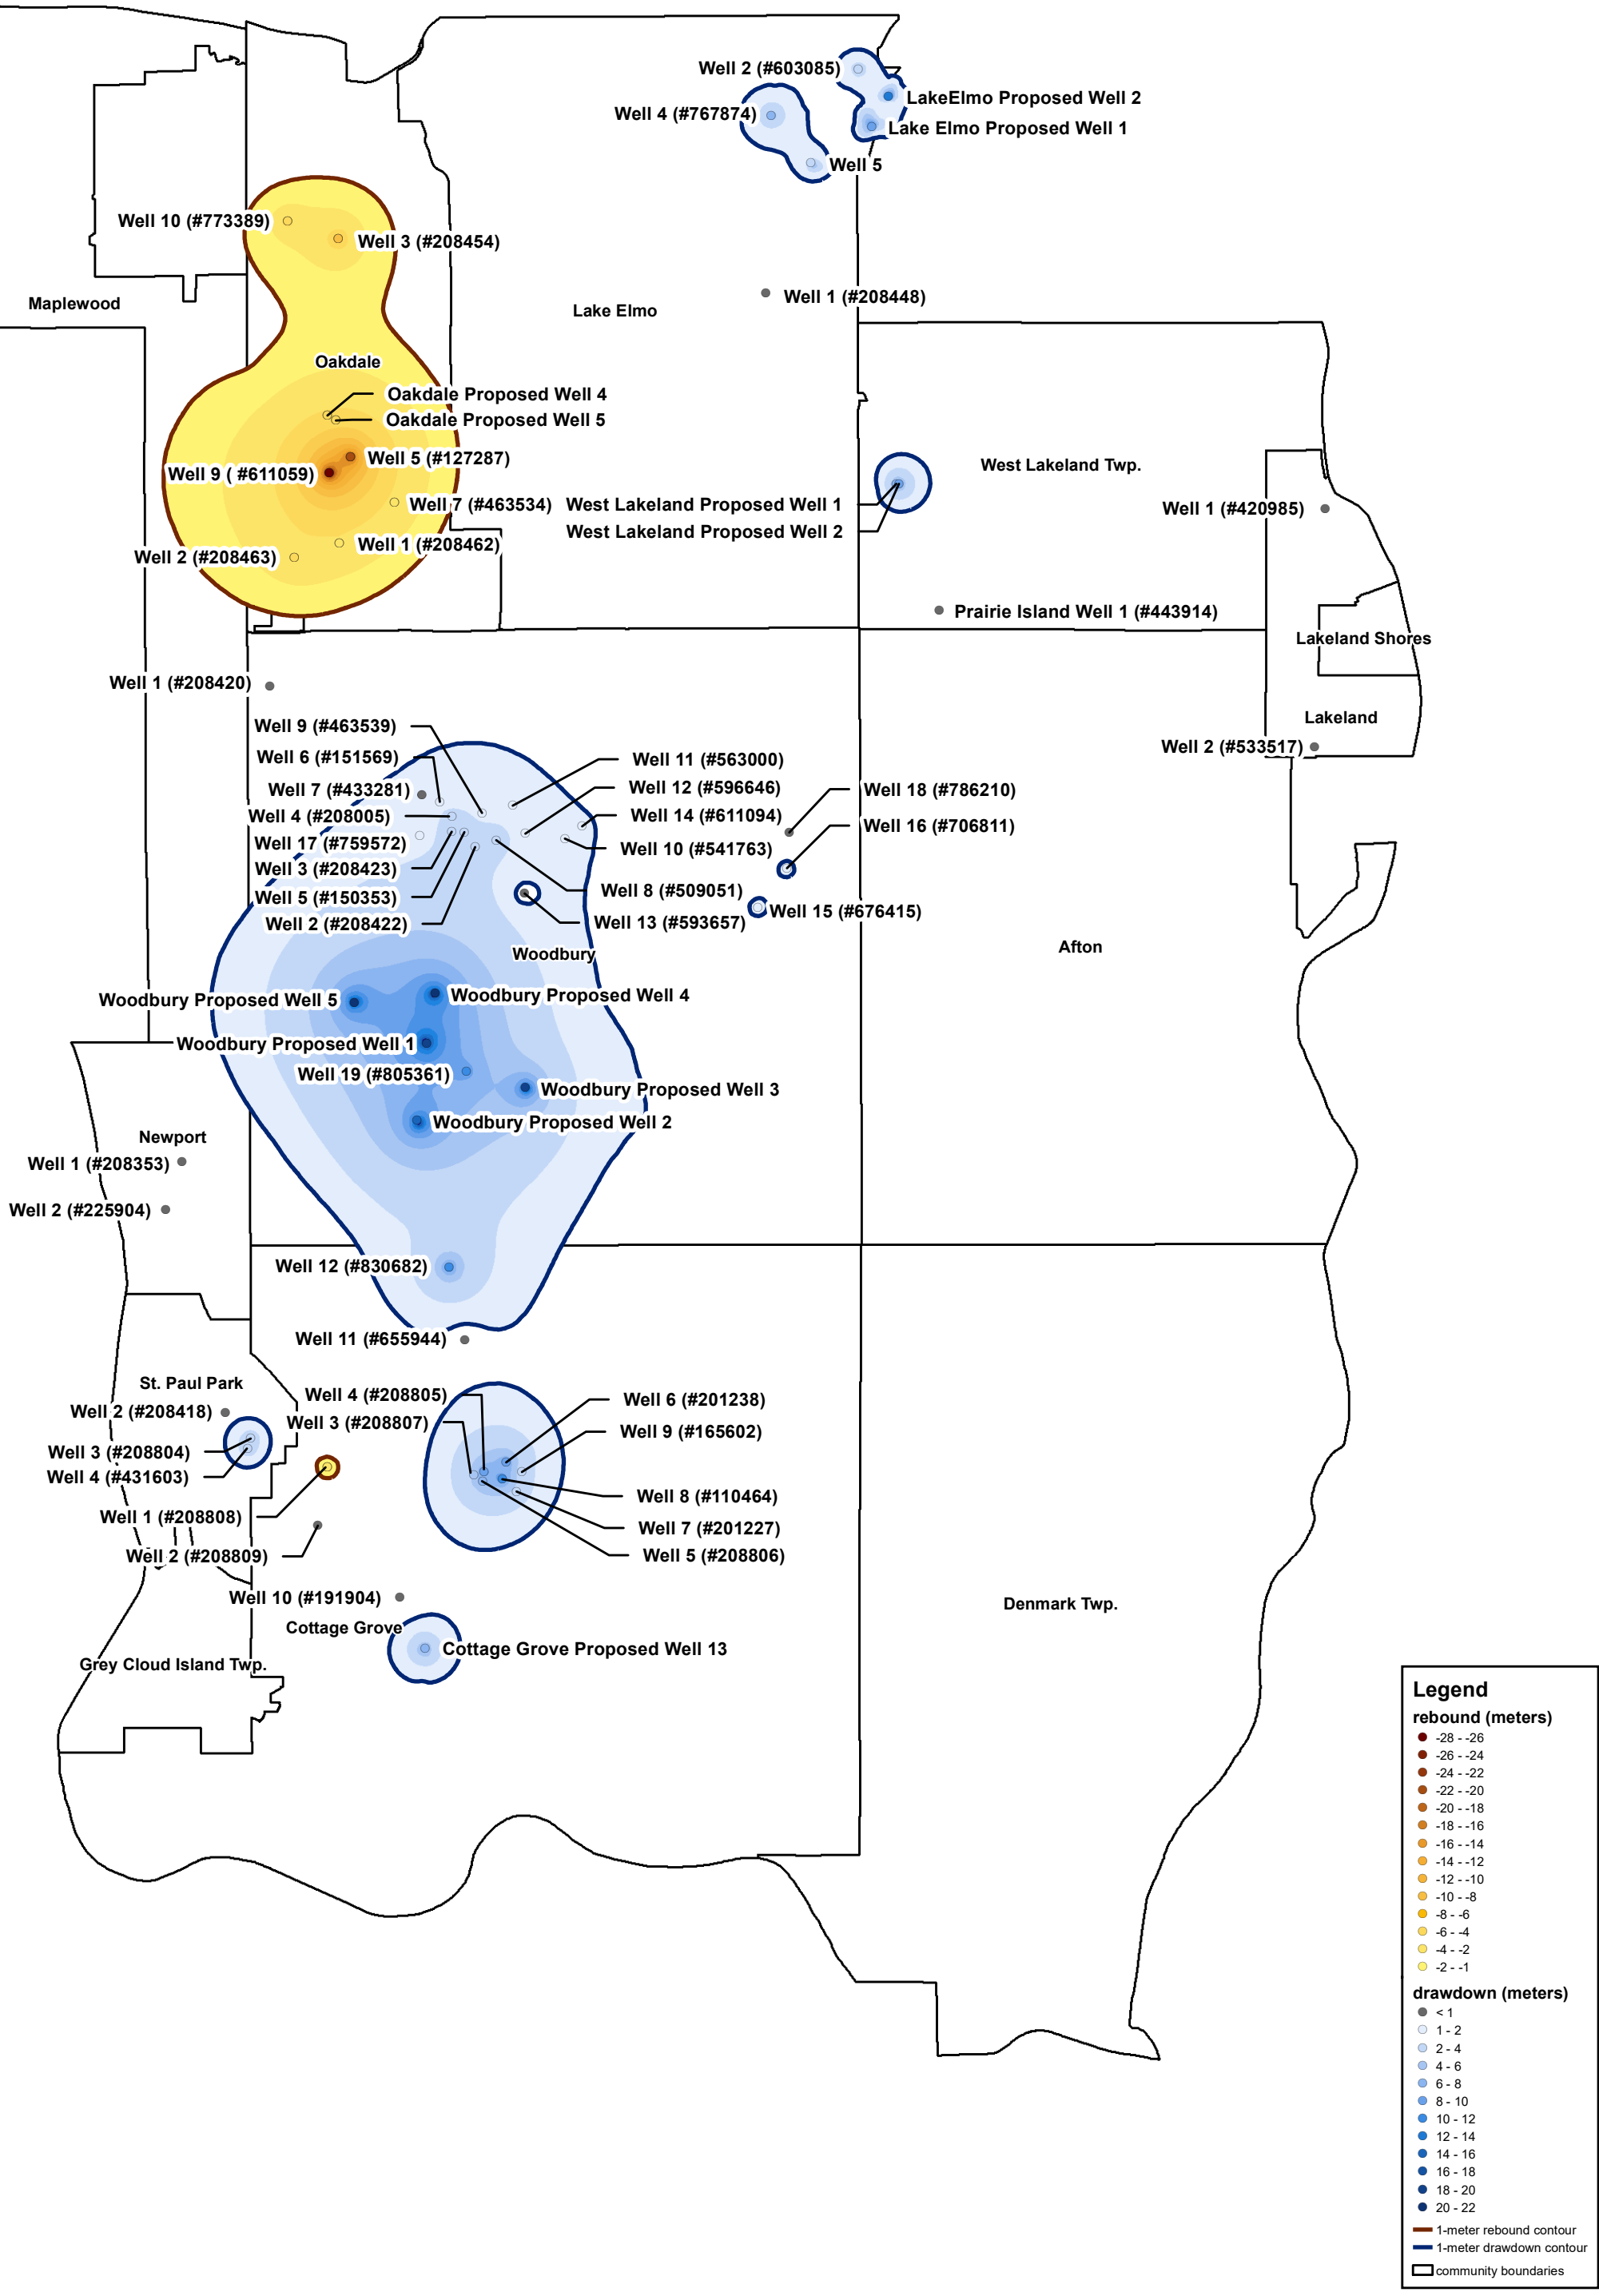 Well 2 (#603085)
LakeElmo Proposed Well 2
Well 4 (#767874)
Lake Elmo Proposed Well 1
Well 5
Well 10 (#773389)
Well 3 (#208454)
Well 1 (#208448)
Maplewood
Lake Elmo
Oakdale
Oakdale Proposed Well 4
Oakdale Proposed Well 5
Well 5 (#127287)
West Lakeland Twp.
Well 9 ( #611059)
Well 7 (#463534)
West Lakeland Proposed Well 1
Well 1 (#420985)
West Lakeland Proposed Well 2
Well 1 (#208462)
Well 2 (#208463)
Prairie Island Well 1 (#443914)
Lakeland Shores
Well 1 (#208420)
Lakeland
Well 9 (#463539)
Well 2 (#533517)
Well 6 (#151569)
Well 11 (#563000)
Well 7 (#433281)
Well 12 (#596646)
Well 18 (#786210)
Well 4 (#208005)
Well 14 (#611094)
Well 16 (#706811)
Well 17 (#759572)
Well 10 (#541763)
Well 3 (#208423)
Well 5 (#150353)
Well 8 (#509051)
Well 15 (#676415)
Well 2 (#208422)
Well 13 (#593657)
Woodbury
Afton
Woodbury Proposed Well 5
Woodbury Proposed Well 4
Woodbury Proposed Well 1
Well 19 (#805361)
Woodbury Proposed Well 3
Woodbury Proposed Well 2
Newport
Well 1 (#208353)
Well 2 (#225904)
Well 12 (#830682)
Well 11 (#655944)
St. Paul Park
Well 4 (#208805)
Well 6 (#201238)
Well 2 (#208418)
Well 3 (#208807)
Well 9 (#165602)
Well 3 (#208804)
Well 4 (#431603)
Well 8 (#110464)
Well 1 (#208808)
Well 7 (#201227)
Well 2 (#208809)
Well 5 (#208806)
Well 10 (#191904)
Denmark Twp.
Cottage Grove
Cottage Grove Proposed Well 13
Grey Cloud Island Twp.
Legend
rebound (meters)
-28 - -26
-26 - -24
-24 - -22
-22 - -20
-20 - -18
-18 - -16
-16 - -14
-14 - -12
-12 - -10
-10 - -8
-8 - -6
-6 - -4
-4 - -2
-2 - -1
drawdown (meters)
< 1
1 - 2
2 - 4
4 - 6
6 - 8
8 - 10
10 - 12
12 - 14
14 - 16
16 - 18
18 - 20
20 - 22
1-meter rebound contour
1-meter drawdown contour
community boundaries